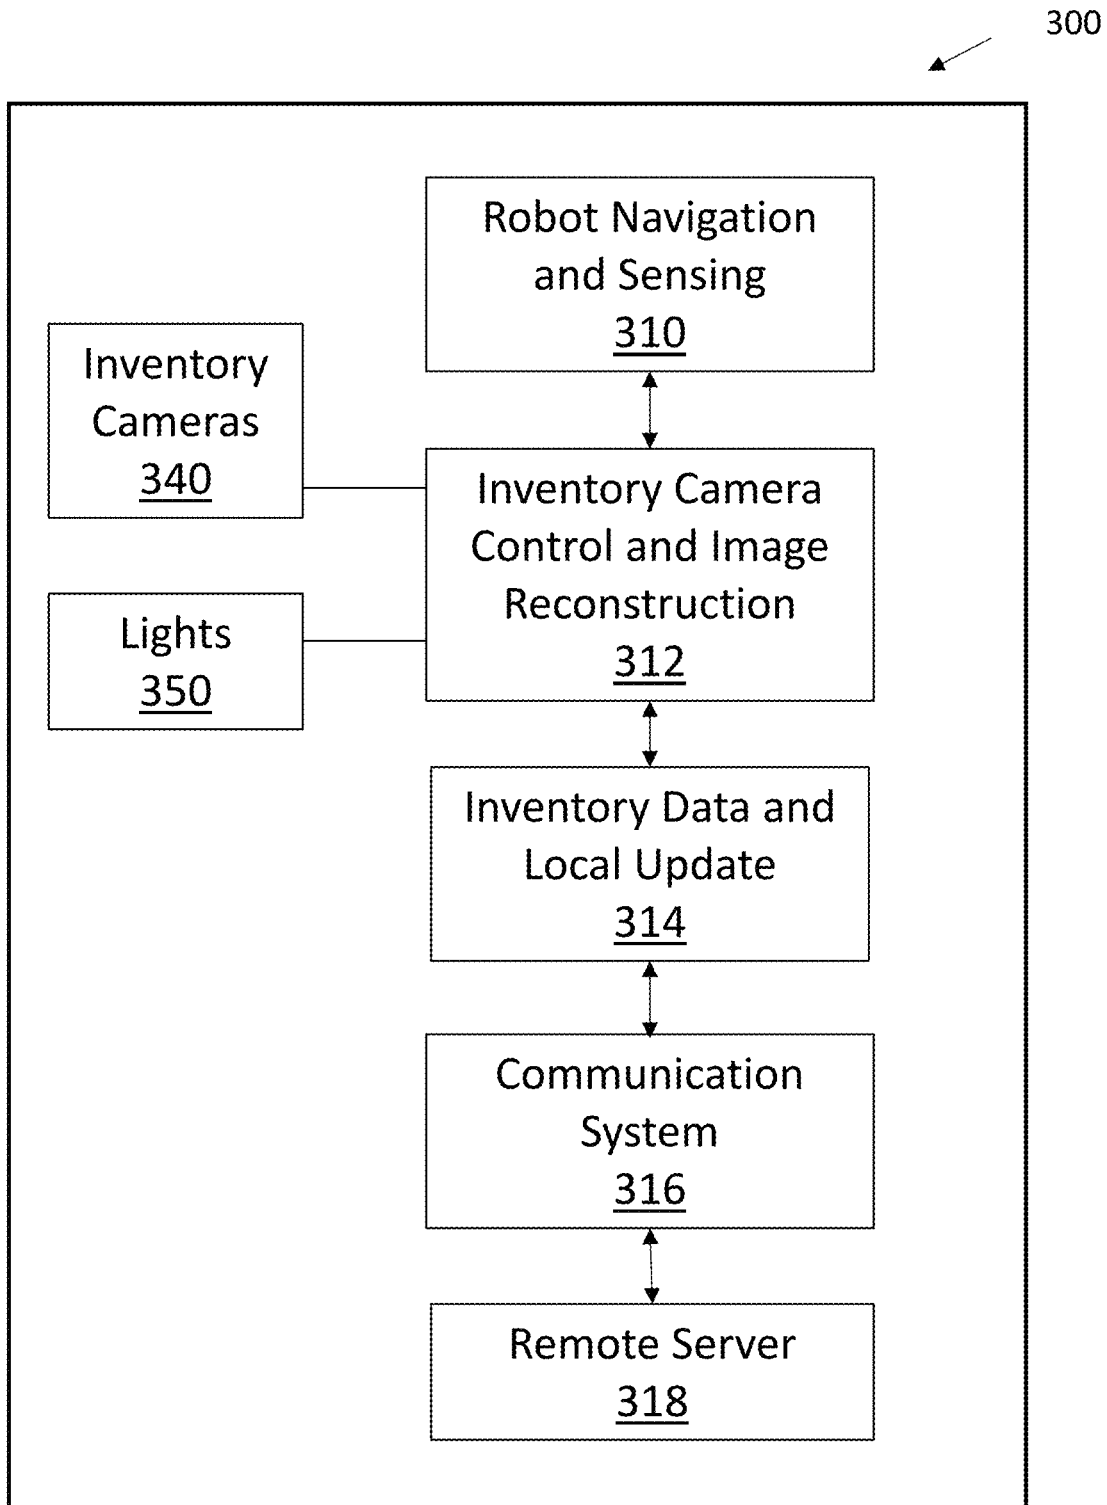 300
Robot Navigation
and Sensing
310
Inventory
Cameras
340
Inventory Camera
Control and Image
Reconstruction
312
Lights
350
Inventory Data and
Local Update
314
Communication
System
316
Remote Server
318